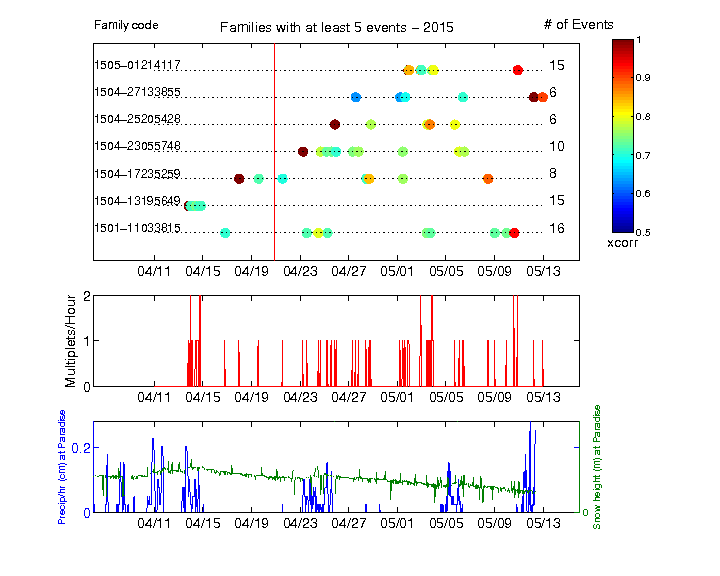 Family code
Families with at least 5 events − 2015
# of Events
1505−01214117 15
1504−27133855 6
1504−25205428 6
1504−23055748 10
1504−17235259 8
1504−13195649 15
1501−11033815 16
04/11 04/15 04/19 04/23 04/27 05/01 05/05 05/09 05/13
1
0.9
0.8
0.7
0.6
0.5
xcorr
Multiplets/Hour
2
1
0
04/11 04/15 04/19 04/23 04/27 05/01 05/05 05/09 05/13
Precip/hr (cm) at Paradise
0.2
0
04/11 04/15 04/19 04/23 04/27 05/01 05/05 05/09 05/13
0
Snow height (m) at Paradise